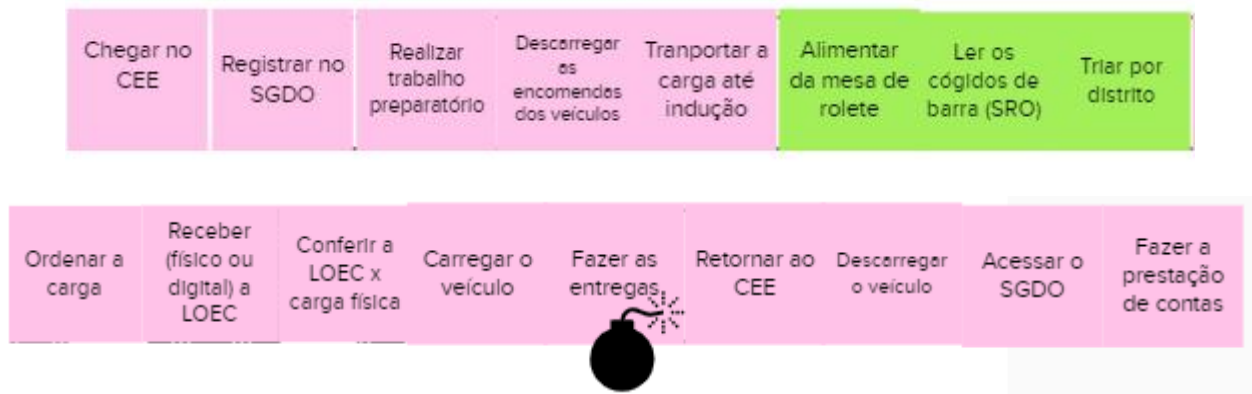 Chegar no
CEE
Registrar no
SGDO
Realizar
trabalho
preparatório
Descarregar
as
encomendas
dos veículos
Tranportar a
carga até
indução
Alimentar
da mesa de
rolete
Ler os
cógidos de
barra (SRO)
Triar por
distrito
Ordenar a
carga
Receber
(físico ou
digital) a
LOEC
Conferir a
LOEC x
carga física
Carregar o
veículo
Fazer as
entregas
Retornar ao
CEE
Descarregar
o veículo
Acessar o
SGDO
Fazer a
prestação
de contas